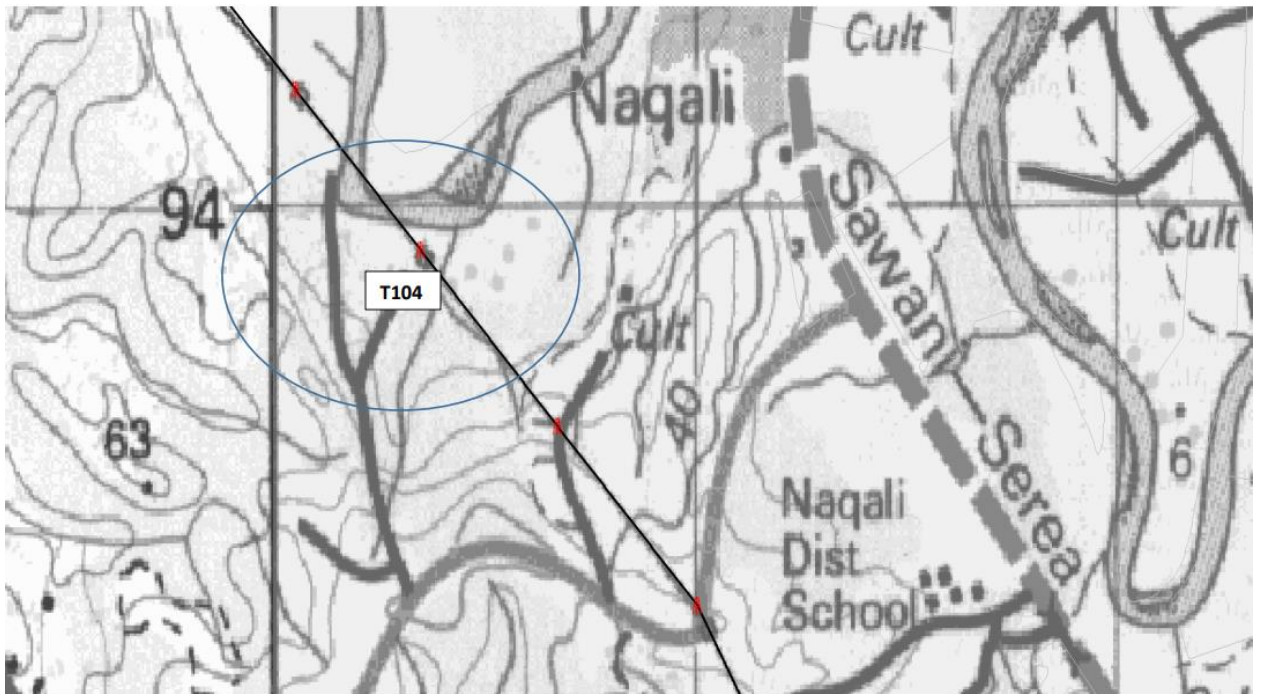 Cult
Naqali
94
Sawani
Cult
T104
Cult
63
40
Serea
6
Naqali
Dist
School